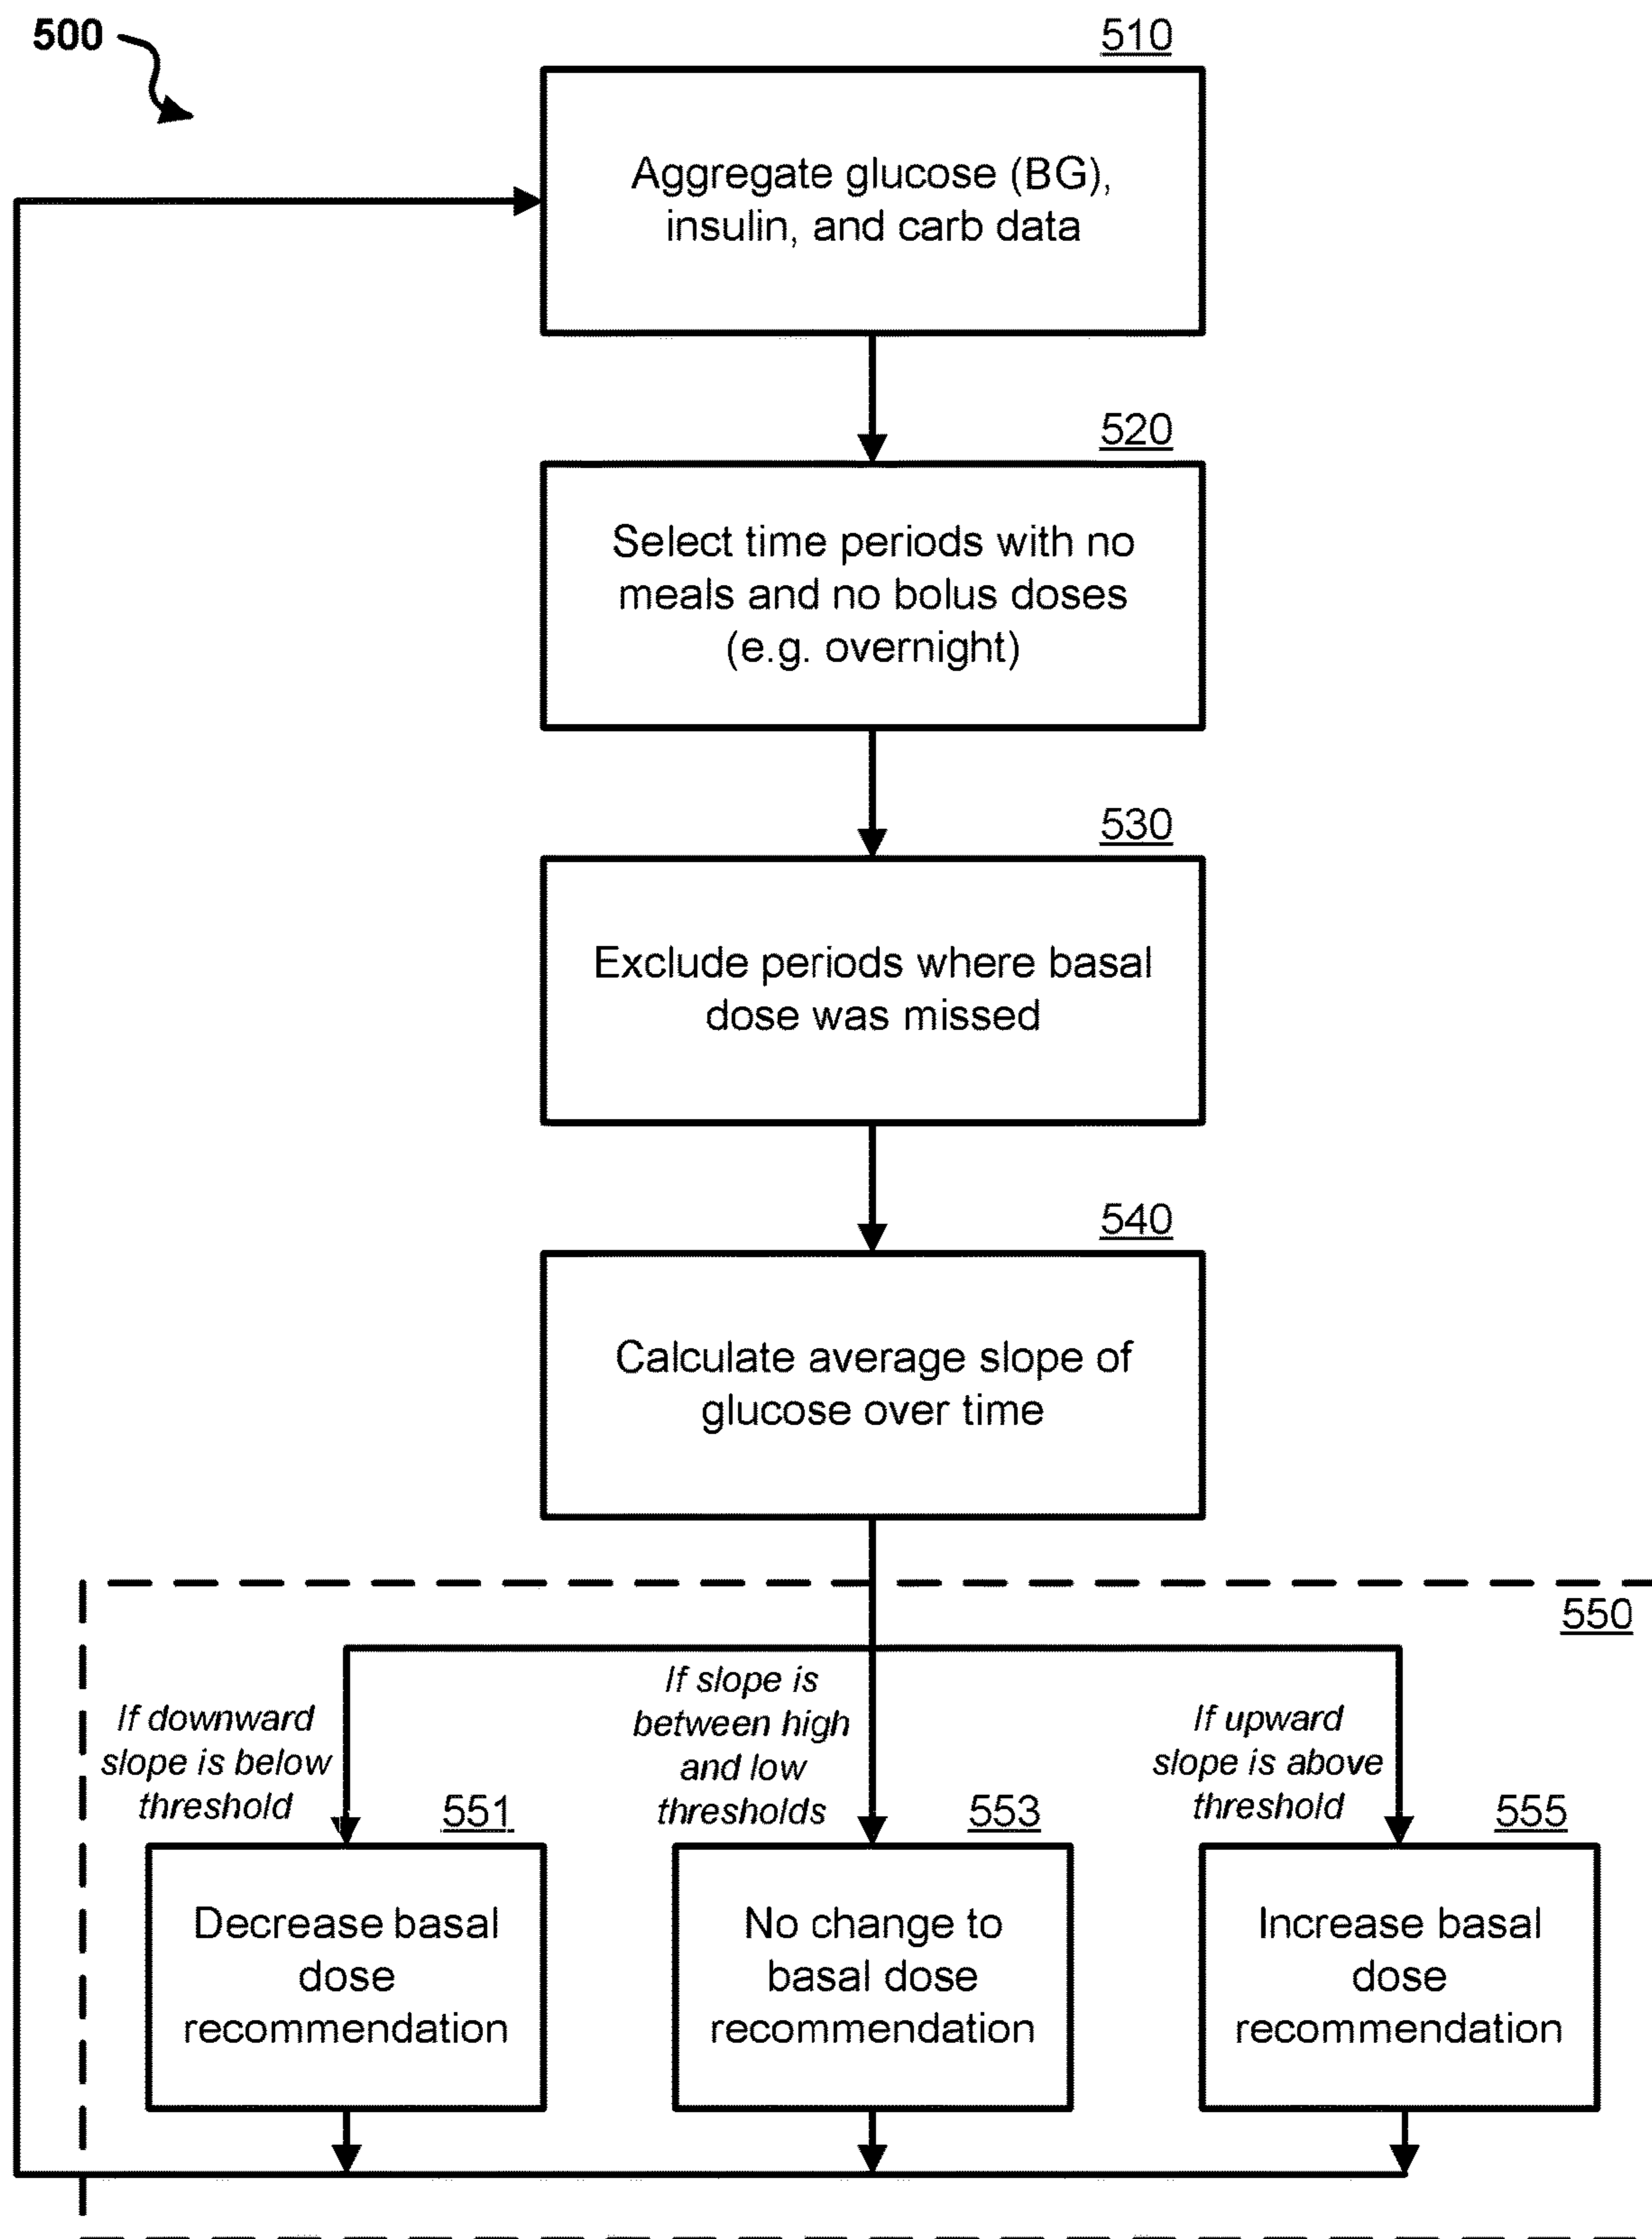 500
510
Aggregate glucose (BG),
insulin, and carb data
520
Select time periods with no
meals and no bolus doses
(e.g. overnight)
530
Exclude periods where basal
dose was missed
540
Calculate average slope of
glucose over time
550
If downward
slope is below
threshold
If slope is
between high
and low
thresholds
If upward
slope is above
threshold
551
Decrease basal
dose
recommendation
553
No change to
basal dose
recommendation
555
Increase basal
dose
recommendation